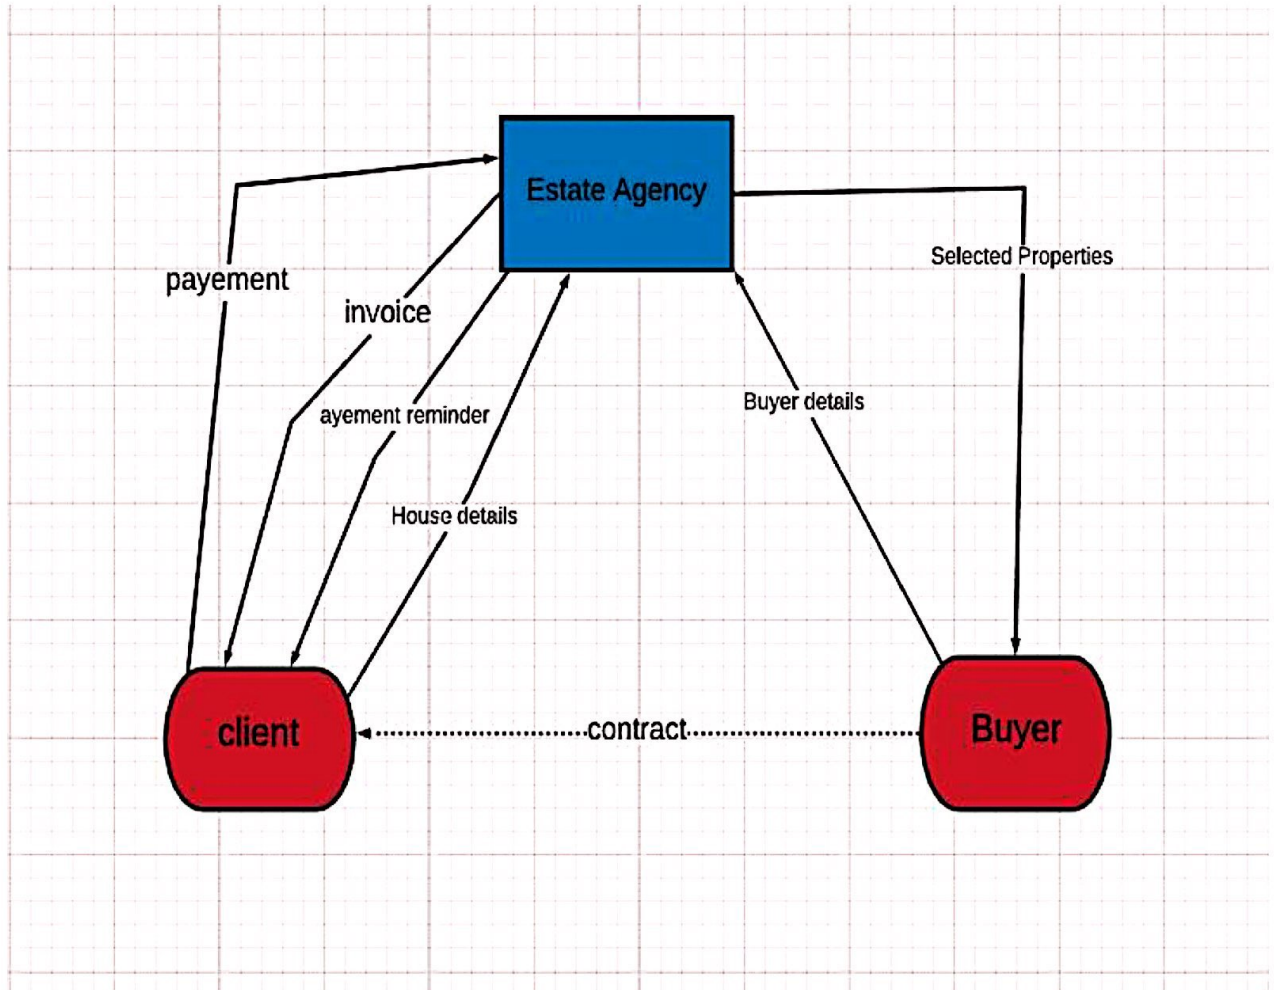 Estate Agency
Selected Properties
payement
invoice
Buyer details
ayement reminder
House details
client
contract
Buyer